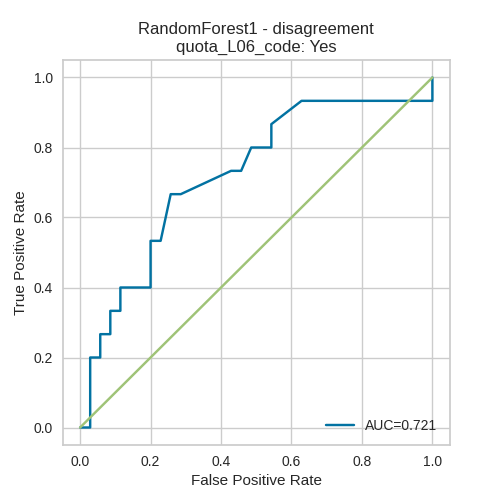 RandomForest1 - disagreement
quota_L06_code: Yes
True Positive Rate
1.0
0.8
0.6
0.4
0.2
0.0
AUC=0.721
0.0 0.2 0.4 0.6 0.8 1.0
False Positive Rate